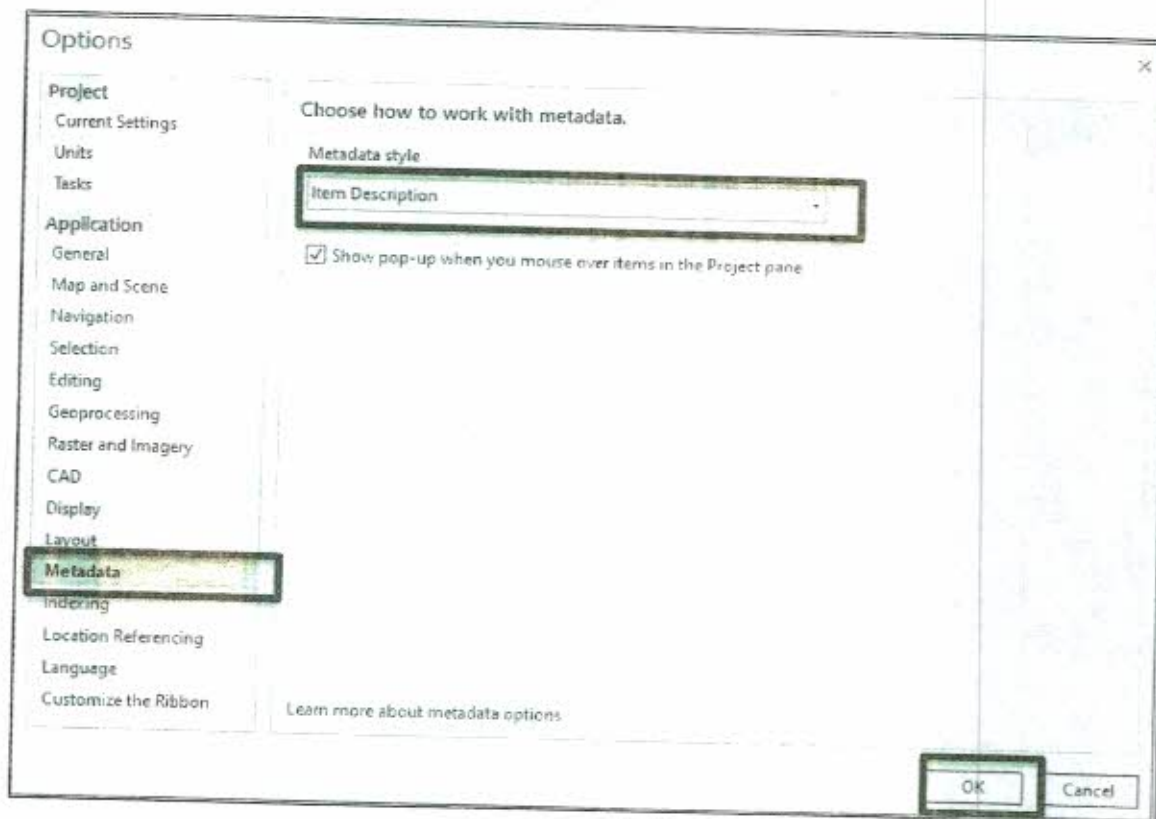 Options
Project
Current Settings
Units
Tasks
Application
General
Map and Scene
Navigation
Selection
Editing
Geoprocessing
Raster and Imagery
CAD
Display
Layout
Metadata
Indexing
Location Referencing
Language
Customize the Ribbon
Choose how to work with metadata.
Metadata style
Item Description
Show pop-up when you mouse over items in the Project pane
Learn more about metadata options
OK
Cancel